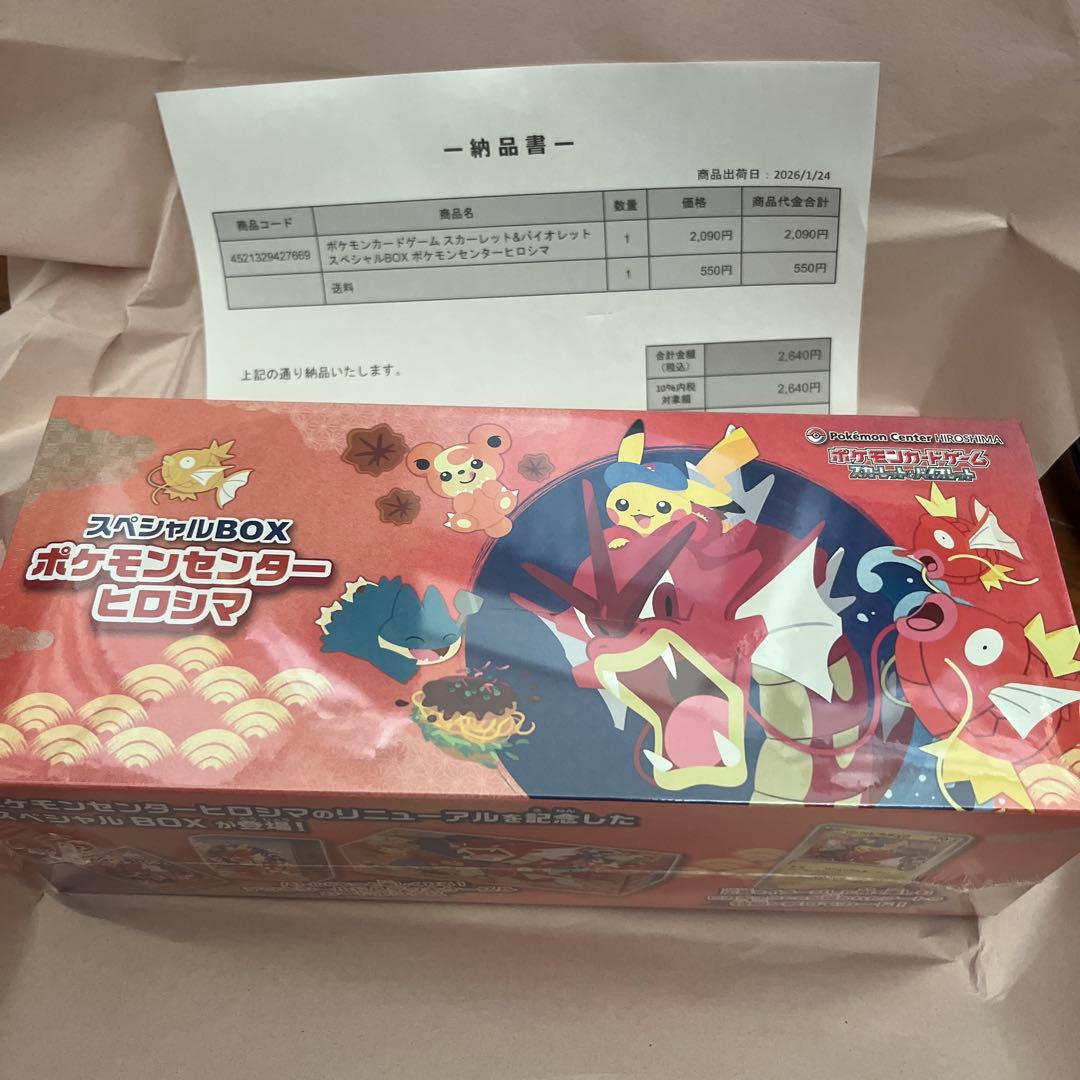 ー納品書ー
商品出荷日：2026/1/24
商品コード 商品名 数量 価格 商品代金合計
4521329427669 ポケモンカードゲーム スカーレット&バイオレット
スペシャルBOX ポケモンセンターヒロシマ 1 2,090円 2,090円
送料 1 550円 550円
上記の通り納品いたします。
合計金額
(税込) 2,640円
10%内税
対象額 2,640円
Pokémon Center HIROSHIMA
ポケモンカードゲーム
スカーレット&バイオレット
スペシャルBOX
ポケモンセンター
ヒロシマ
ポケモンセンターヒロシマのリニューアルを記念した
スペシャル BOX が登場！